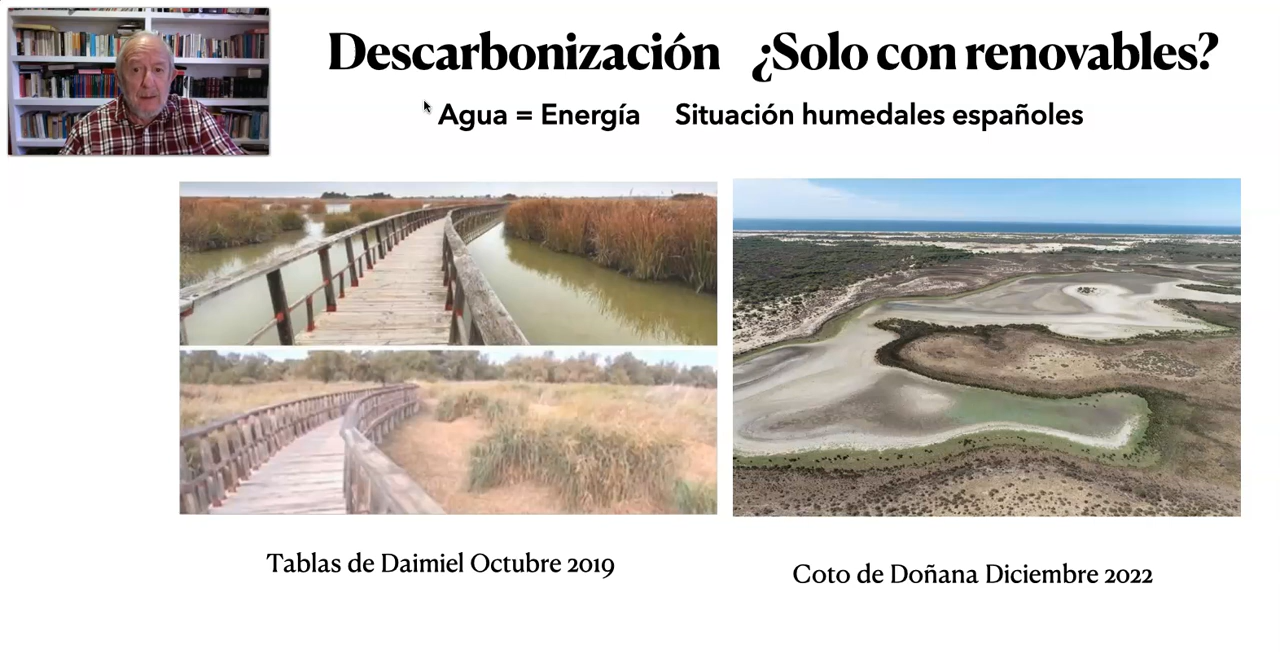 Descarbonización ¿Solo con renovables?
Agua = Energía Situación humedales españoles
Tablas de Daimiel Octubre 2019
Coto de Doñana Diciembre 2022